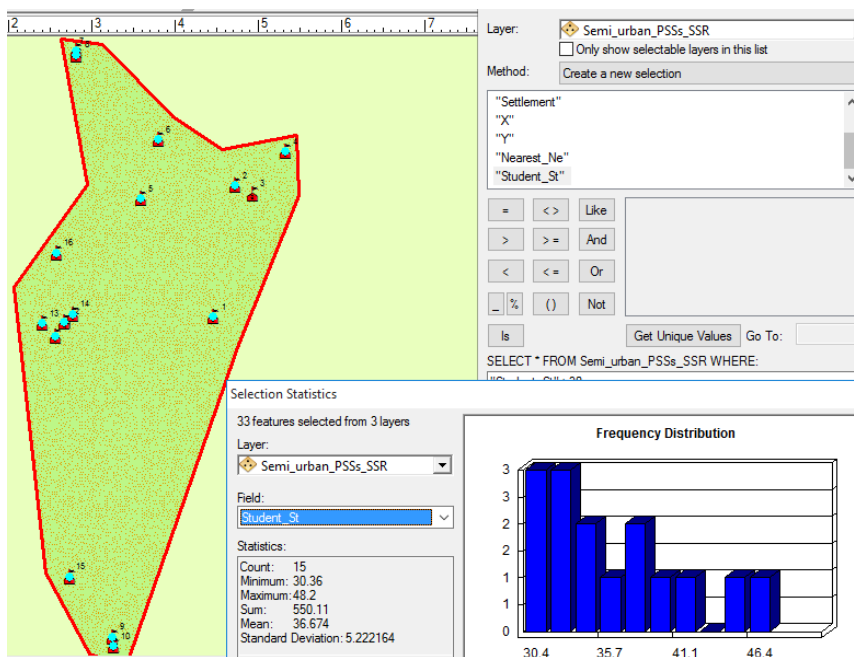 2 3 4 5 6 7
7
6
4
2
3
5
16
14
13
1
15
9
10
Layer: Semi_urban_PSSs_SSR
Only show selectable layers in this list
Method: Create a new selection
"Settlement"
"X"
"Y"
"Nearest_Ne"
"Student_St"
= < > Like
> > = And
< < = Or
_ % ( ) Not
Is Get Unique Values Go To:
SELECT * FROM Semi_urban_PSSs_SSR WHERE:
Selection Statistics
33 features selected from 3 layers
Layer:
Semi_urban_PSSs_SSR
Field:
Student_St
Statistics:
Count: 15
Minimum: 30.36
Maximum: 48.2
Sum: 550.11
Mean: 36.674
Standard Deviation: 5.222164
Frequency Distribution
3
3
2
2
1
1
0
30.4 35.7 41.1 46.4